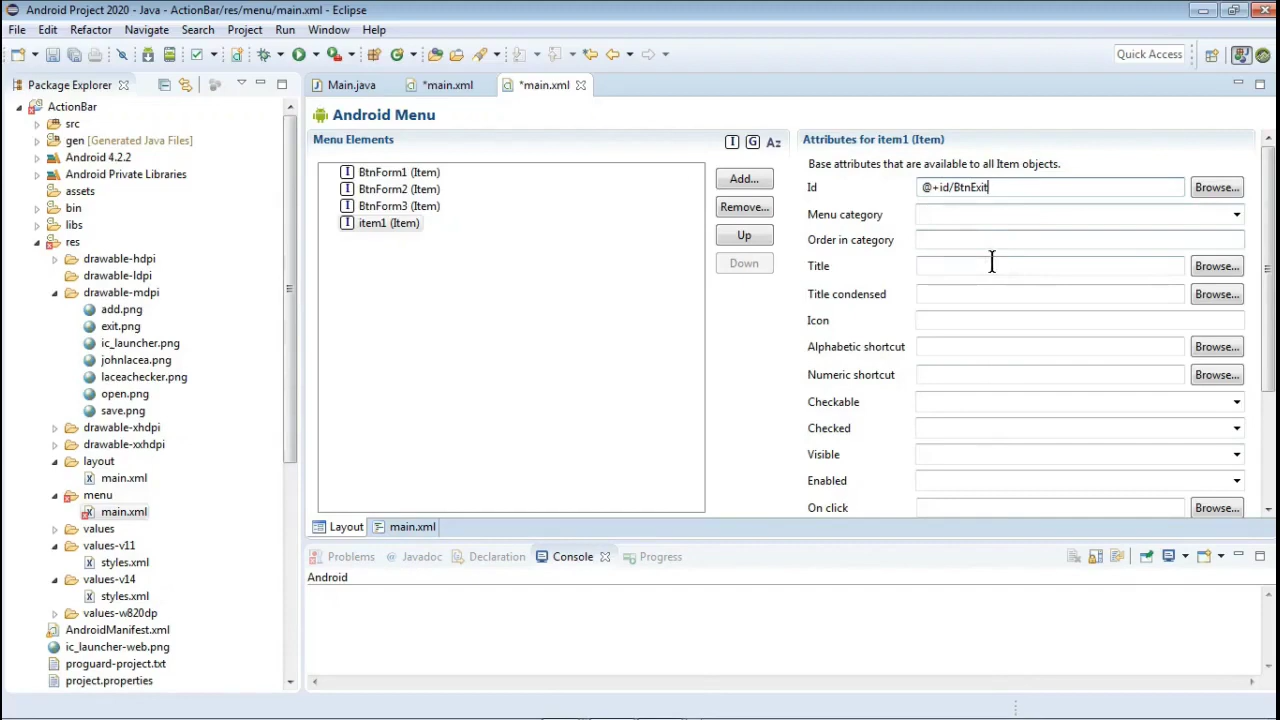 Android Project 2020 - Java - ActionBar/res/menu/main.xml - Eclipse
File Edit Refactor Navigate Search Project Run Window Help
Quick Access
Package Explorer
ActionBar
src
gen [Generated Java Files]
Android 4.2.2
Android Private Libraries
assets
bin
libs
res
drawable-hdpi
drawable-ldpi
drawable-mdpi
add.png
exit.png
ic_launcher.png
johnlacea.png
laceachecker.png
open.png
save.png
drawable-xhdpi
drawable-xxhdpi
layout
main.xml
menu
main.xml
values
values-v11
styles.xml
values-v14
styles.xml
values-w820dp
AndroidManifest.xml
ic_launcher-web.png
proguard-project.txt
project.properties
Main.java *main.xml *main.xml
Android Menu
Menu Elements
I G Az
I BtnForm1 (Item)
I BtnForm2 (Item)
I BtnForm3 (Item)
I item1 (Item)
Add...
Remove...
Up
Down
Attributes for item1 (Item)
Base attributes that are available to all Item objects.
Id @+id/BtnExit Browse...
Menu category
Order in category
Title Browse...
Title condensed Browse...
Icon
Alphabetic shortcut Browse...
Numeric shortcut Browse...
Checkable
Checked
Visible
Enabled
On click Browse...
Layout main.xml
Problems Javadoc Declaration Console Progress
Android